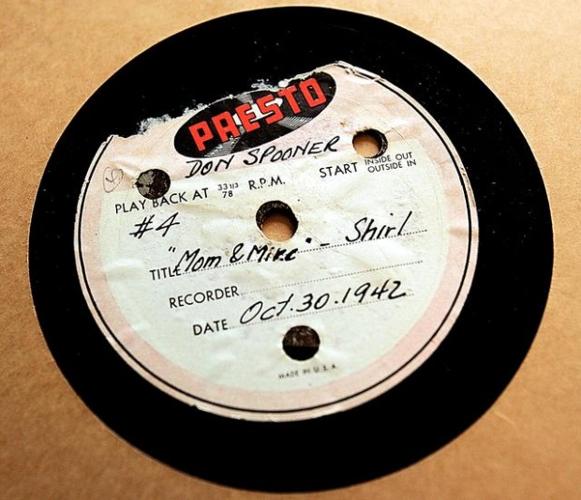 PRESTO
DON SPOONER
PLAY BACK AT 33 1/3 78 R.P.M. START INSIDE OUT OUTSIDE IN
#4
TITLE "Mom & Mike" - Shirl
RECORDER
DATE Oct. 30. 1942
MADE IN U.S.A.